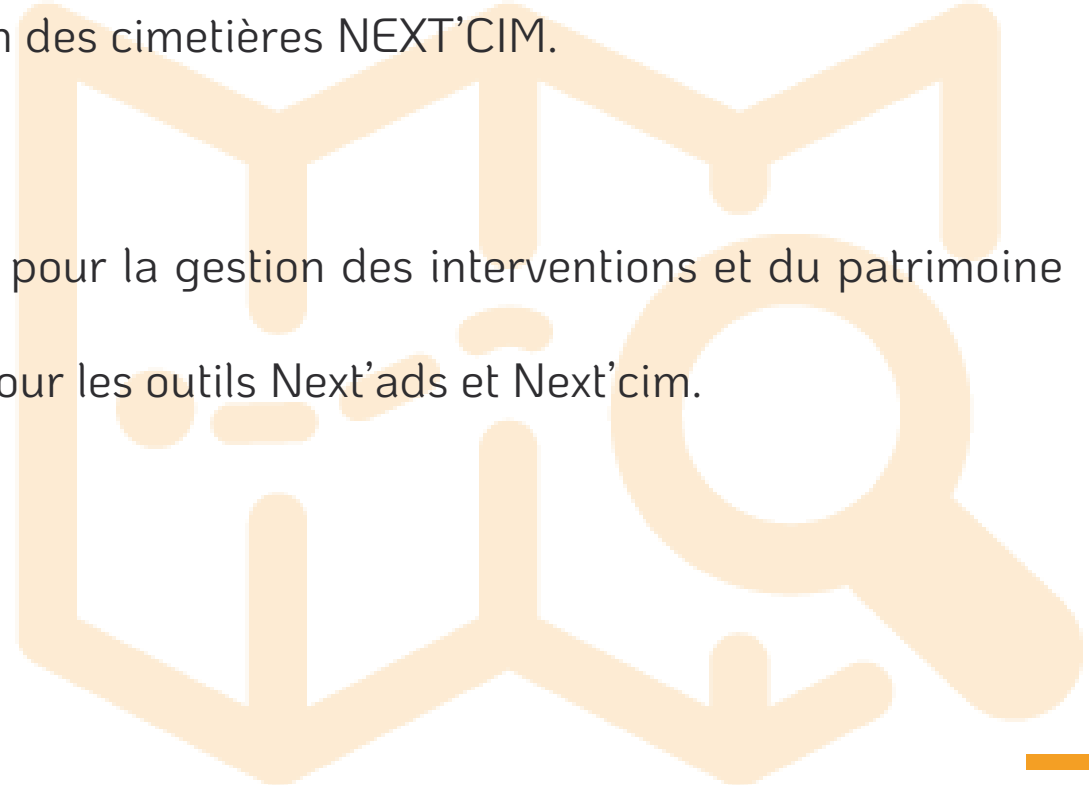 des cimetières NEXT’CIM.
pour la gestion des interventions et du patrimoine
les outils Next’ads et Next’cim.